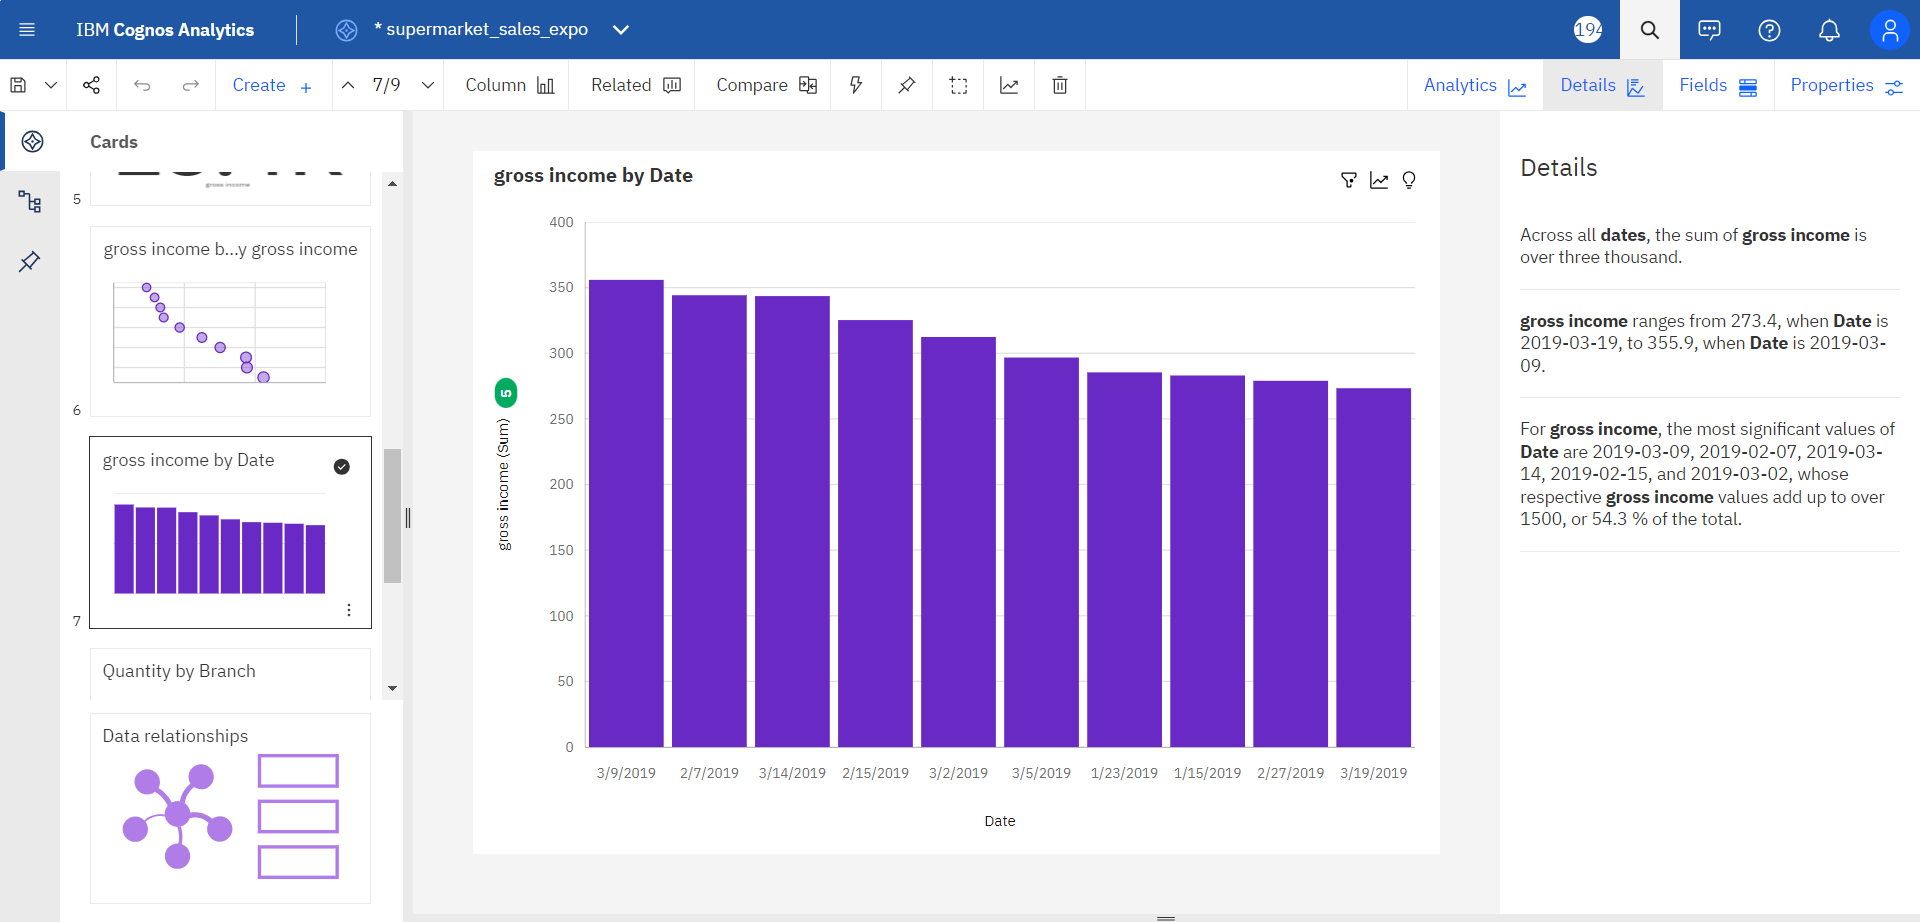 IBM Cognos Analytics
* supermarket_sales_expo
194
Create
7/9
Column
Related
Compare
Analytics
Details
Fields
Properties
Cards
gross income
5
gross income b...y gross income
6
gross income by Date
7
Quantity by Branch
Data relationships
gross income by Date
400
350
300
250
200
150
100
50
0
5
gross income (Sum)
3/9/2019 2/7/2019 3/14/2019 2/15/2019 3/2/2019 3/5/2019 1/23/2019 1/15/2019 2/27/2019 3/19/2019
Date
Details
Across all dates, the sum of gross income is
over three thousand.
gross income ranges from 273.4, when Date is
2019-03-19, to 355.9, when Date is 2019-03-
09.
For gross income, the most significant values of
Date are 2019-03-09, 2019-02-07, 2019-03-
14, 2019-02-15, and 2019-03-02, whose
respective gross income values add up to over
1500, or 54.3 % of the total.